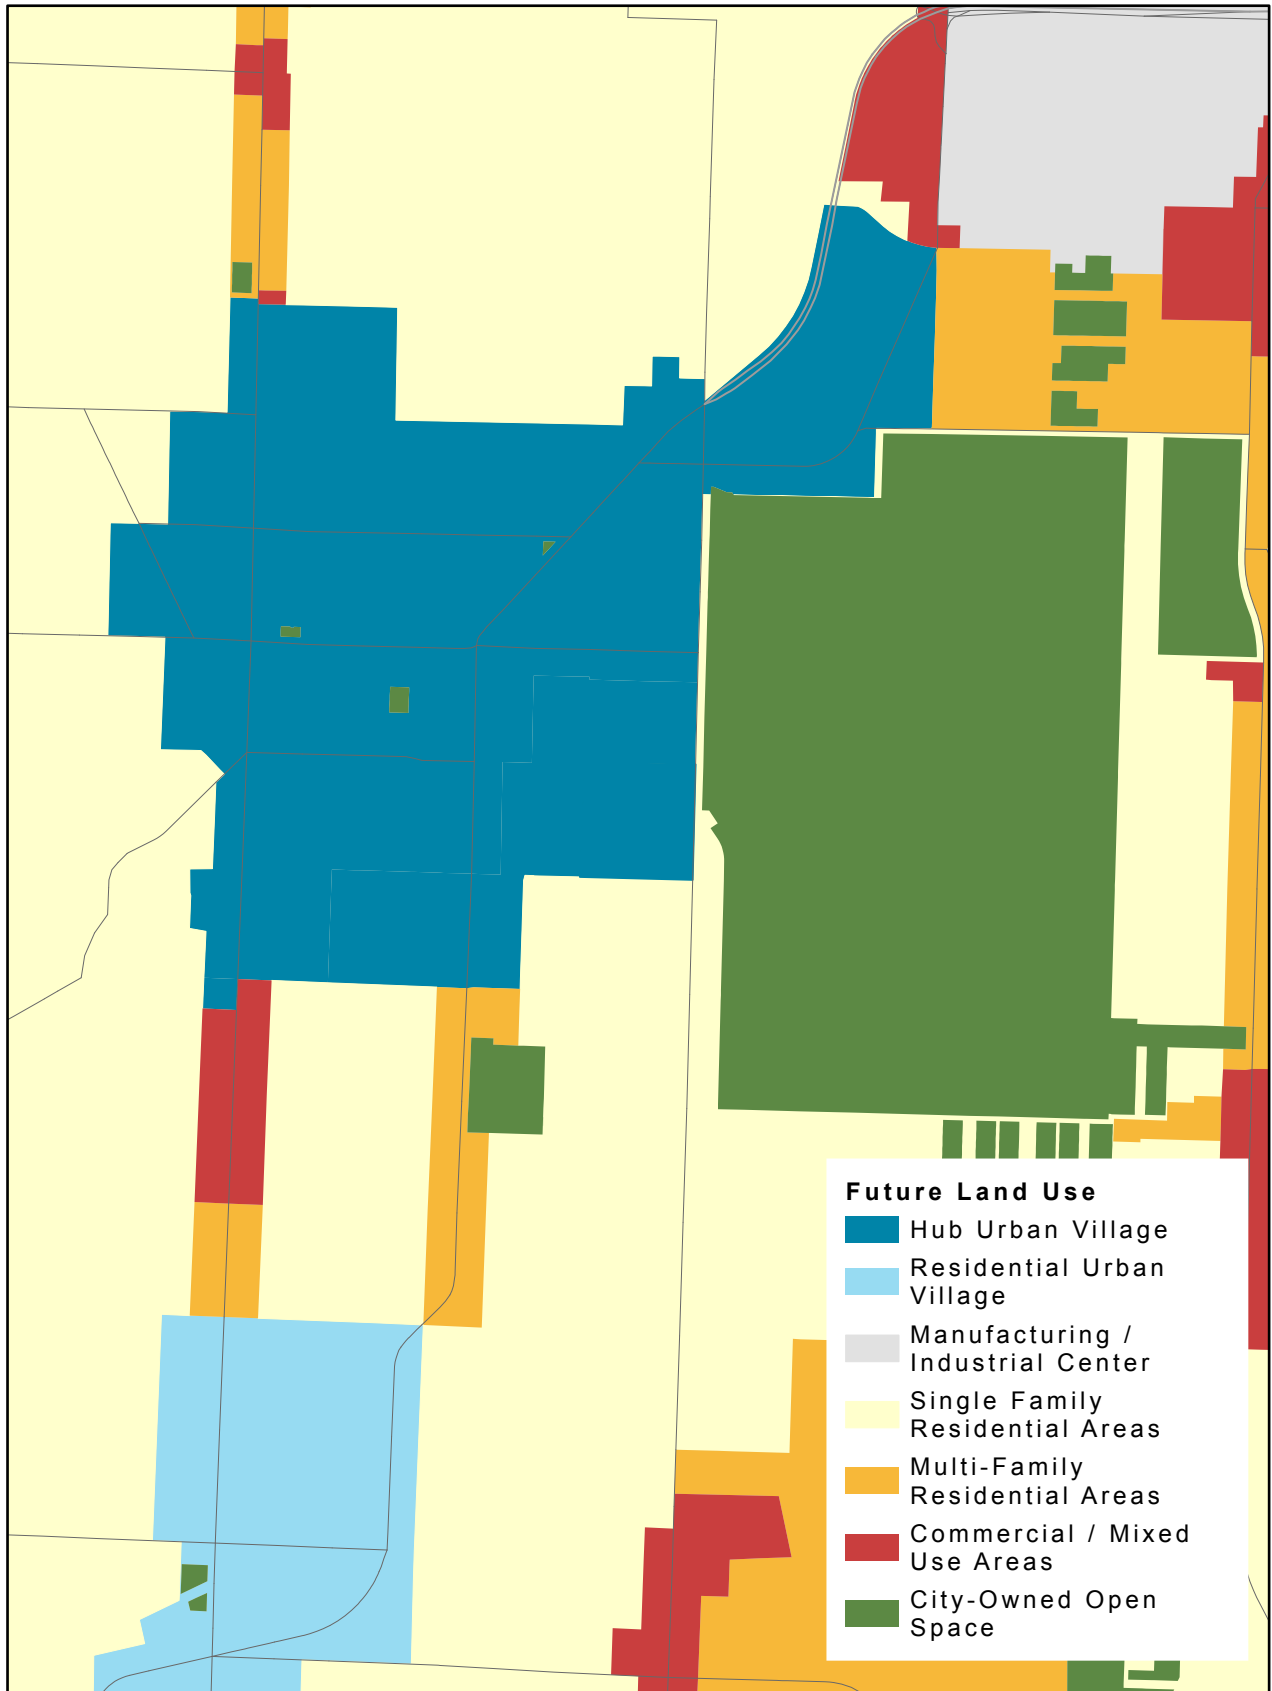 Future Land Use
Hub Urban Village
Residential Urban
Village
Manufacturing /
Industrial Center
Single Family
Residential Areas
Multi-Family
Residential Areas
Commercial / Mixed
Use Areas
City-Owned Open
Space